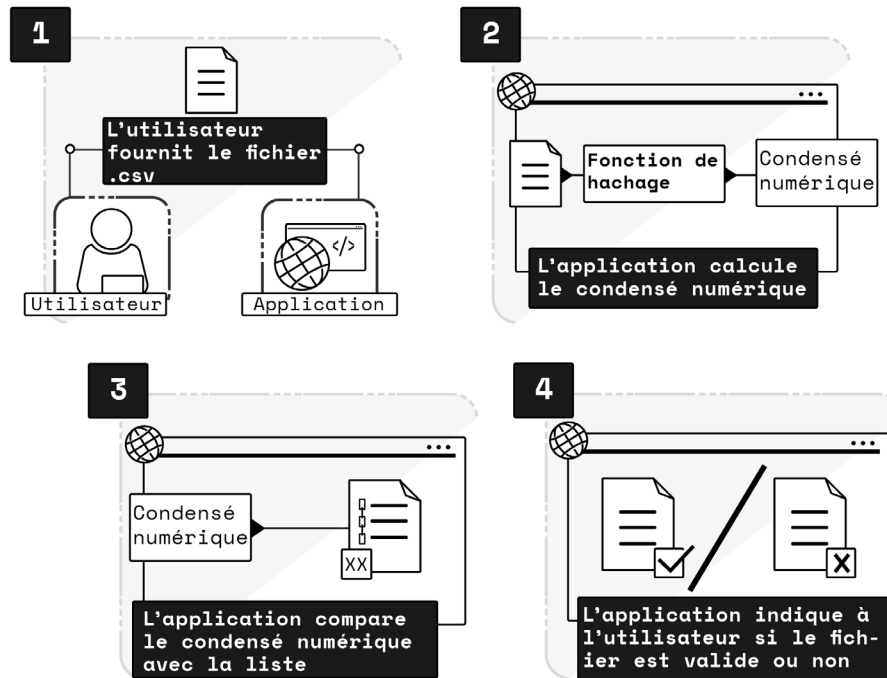 1
L'utilisateur
fournit le fichier
.csv
</>
Utilisateur
Application
2
Fonction de
hachage
Condensé
numérique
L'application calcule
le condensé numérique
3
Condensé
numérique
XX
L'application compare
le condensé numérique
avec la liste
4
L'application indique à
l'utilisateur si le fich-
ier est valide ou non